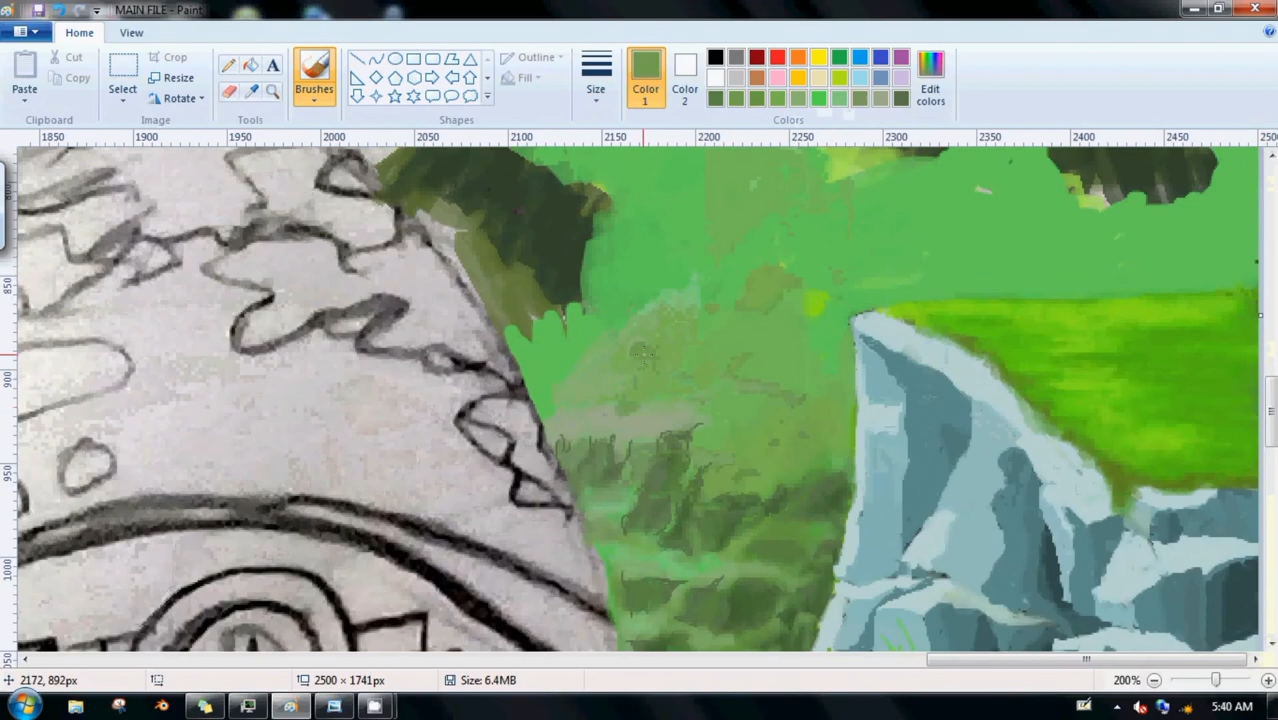 MAIN FILE - Paint
Home View
Paste
Cut
Copy
Clipboard
Select
Crop
Resize
Rotate
Image
Tools
Brushes
Shapes
Outline
Fill
Size
Color 1
Color 2
Colors
Edit colors
1850 1900 1950 2000 2050 2100 2150 2200 2250 2300 2350 2400 2450 2500
850
900
950
1000
2172, 892px
2500 × 1741px
Size: 6.4MB
200%
5:40 AM